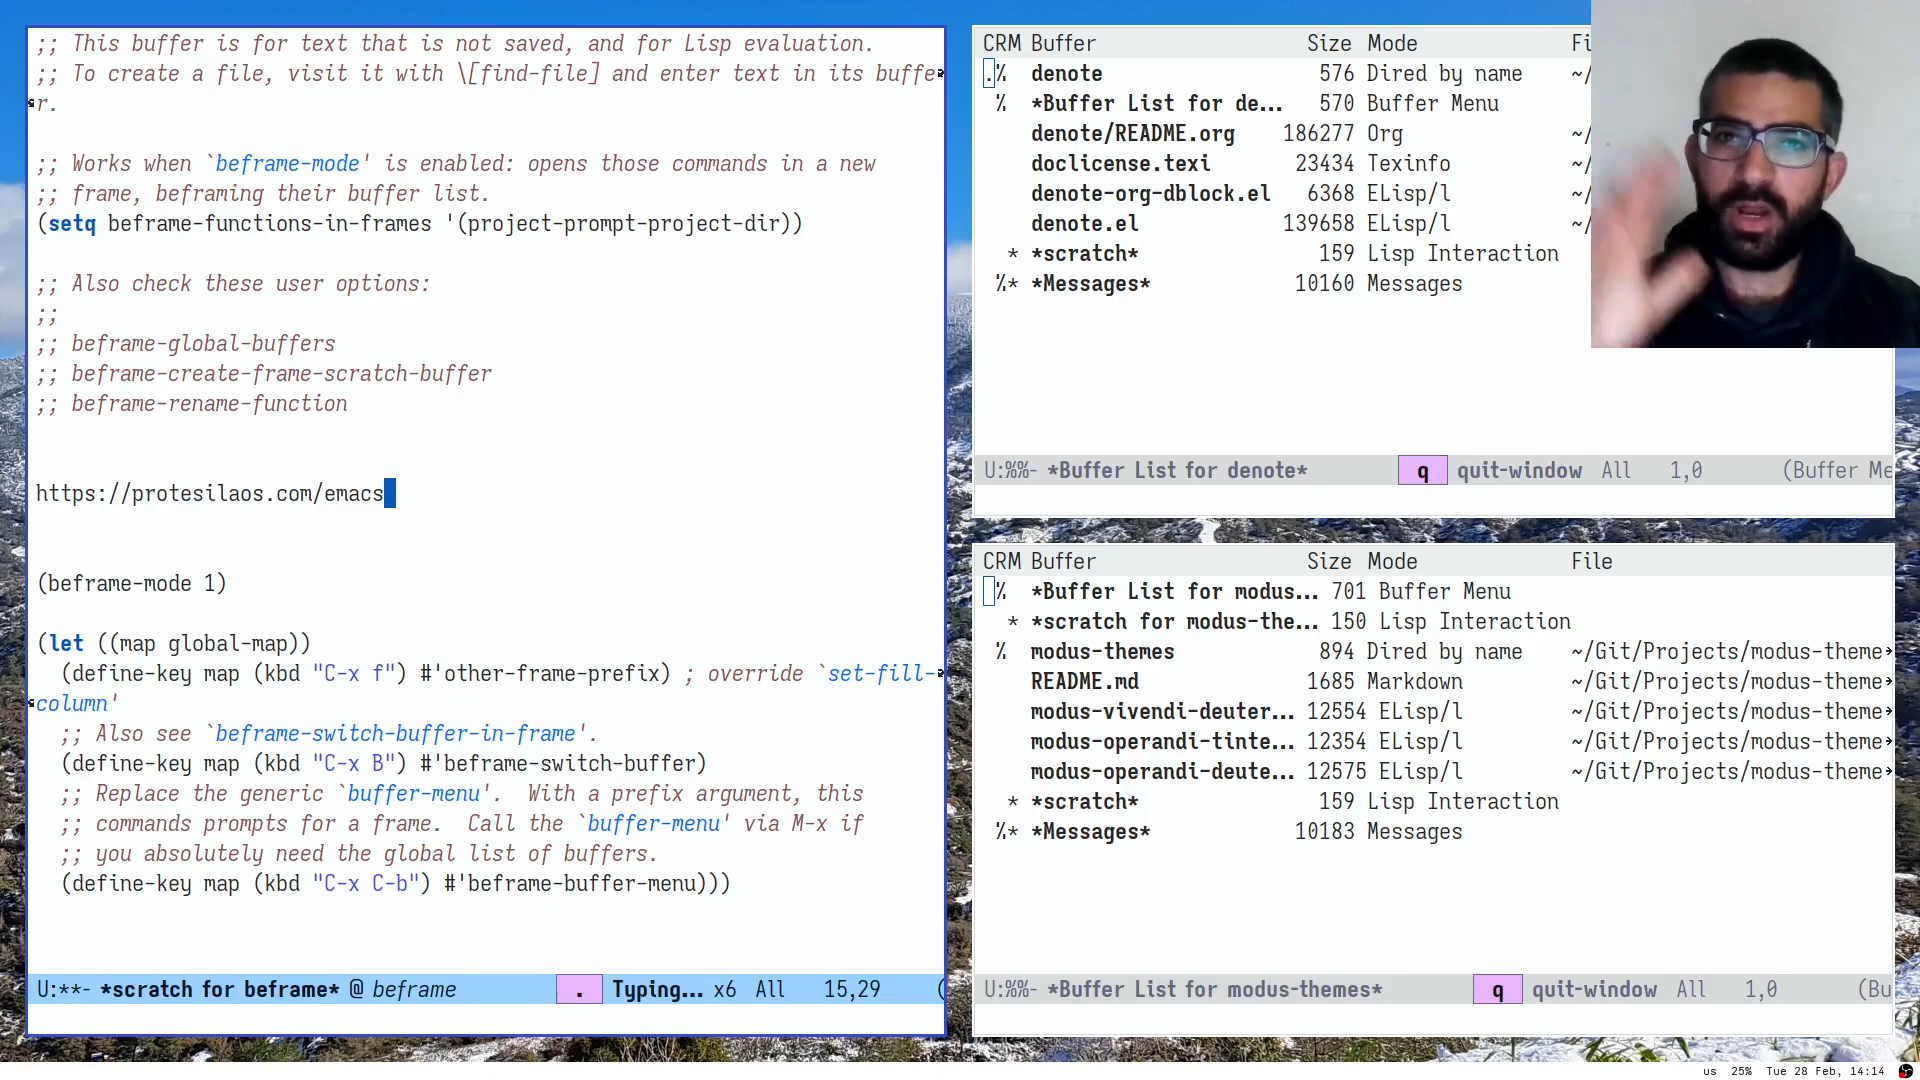 ;; This buffer is for text that is not saved, and for Lisp evaluation.
;; To create a file, visit it with \[find-file] and enter text in its buffe
r.
;; Works when `beframe-mode' is enabled: opens those commands in a new
;; frame, beframing their buffer list.
(setq beframe-functions-in-frames '(project-prompt-project-dir))
;; Also check these user options:
;;
;; beframe-global-buffers
;; beframe-create-frame-scratch-buffer
;; beframe-rename-function
https://protesilaos.com/emacs
(beframe-mode 1)
(let ((map global-map))
(define-key map (kbd "C-x f") #'other-frame-prefix) ; override `set-fill-
column'
;; Also see `beframe-switch-buffer-in-frame'.
(define-key map (kbd "C-x B") #'beframe-switch-buffer)
;; Replace the generic `buffer-menu'.  With a prefix argument, this
;; commands prompts for a frame.  Call the `buffer-menu' via M-x if
;; you absolutely need the global list of buffers.
(define-key map (kbd "C-x C-b") #'beframe-buffer-menu)))
U:**- *scratch for beframe* @ beframe . Typing... x6 All 15,29 (
CRM Buffer Size Mode Fi
.% denote 576 Dired by name ~/
% *Buffer List for de... 570 Buffer Menu
denote/README.org 186277 Org ~/
doclicense.texi 23434 Texinfo ~/
denote-org-dblock.el 6368 ELisp/l ~/
denote.el 139658 ELisp/l ~/
* *scratch* 159 Lisp Interaction
%* *Messages* 10160 Messages
U:%%- *Buffer List for denote* q quit-window All 1,0 (Buffer Me
CRM Buffer Size Mode File
% *Buffer List for modus... 701 Buffer Menu
* *scratch for modus-the... 150 Lisp Interaction
% modus-themes 894 Dired by name ~/Git/Projects/modus-theme
README.md 1685 Markdown ~/Git/Projects/modus-theme
modus-vivendi-deuter... 12554 ELisp/l ~/Git/Projects/modus-theme
modus-operandi-tinte... 12354 ELisp/l ~/Git/Projects/modus-theme
modus-operandi-deute... 12575 ELisp/l ~/Git/Projects/modus-theme
* *scratch* 159 Lisp Interaction
%* *Messages* 10183 Messages
U:%%- *Buffer List for modus-themes* q quit-window All 1,0 (Bu
us 25% Tue 28 Feb, 14:14